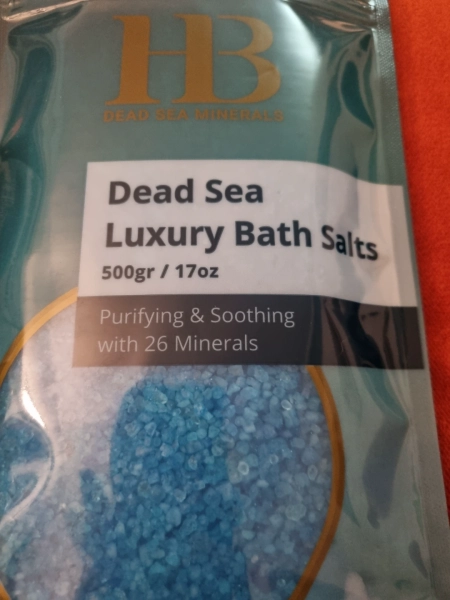 HB
DEAD SEA MINERALS
Dead Sea
Luxury Bath Salts
500gr / 17oz
Purifying & Soothing
with 26 Minerals